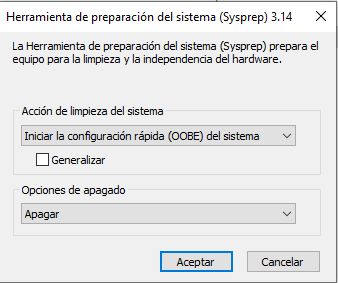 Herramienta de preparación del sistema (Sysprep) 3.14
La Herramienta de preparación del sistema (Sysprep) prepara el
equipo para la limpieza y la independencia del hardware.
Acción de limpieza del sistema
Iniciar la configuración rápida (OOBE) del sistema
Generalizar
Opciones de apagado
Apagar
Aceptar
Cancelar